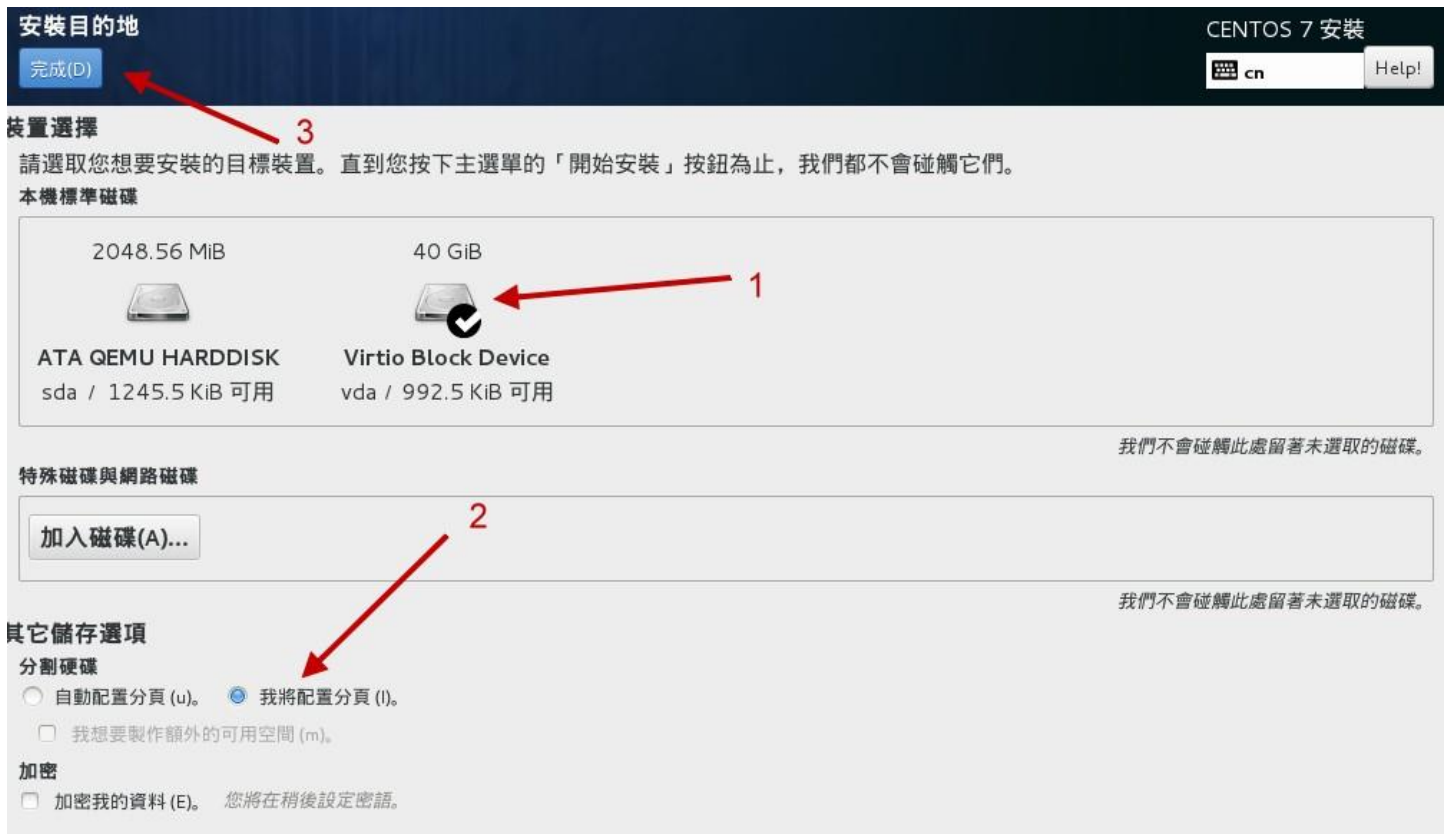 安裝目的地
CENTOS 7 安裝
完成(D)
cn
Help!
3
裝置選擇
請選取您想要安裝的目標裝置。直到您按下主選單的「開始安裝」按鈕為止，我們都不會碰觸它們。
本機標準磁碟
2048.56 MiB
40 GiB
1
ATA QEMU HARDDISK
Virtio Block Device
sda / 1245.5 KiB 可用
vda / 992.5 KiB 可用
我們不會碰觸此處留著未選取的磁碟。
特殊磁碟與網路磁碟
2
加入磁碟(A)...
我們不會碰觸此處留著未選取的磁碟。
其它儲存選項
分割硬碟
自動配置分頁 (u)。 我將配置分頁 (I)。
我想要製作額外的可用空間 (m)。
加密
加密我的資料 (E)。 您將在稍後設定密語。